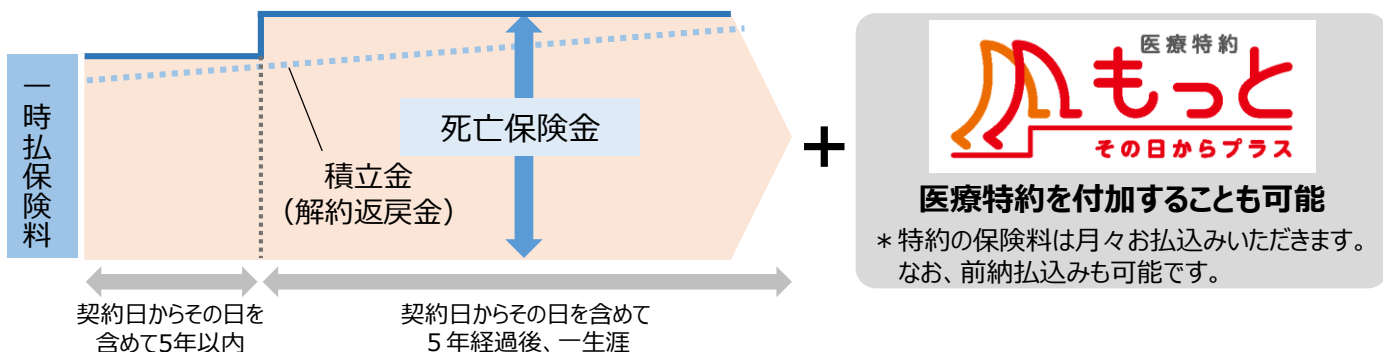 一時払保険料
死亡保険金
積立金
（解約返戻金）
契約日からその日を
含めて5年以内
契約日からその日を含めて
５年経過後、一生涯
＋
医療特約
もっと
その日からプラス
医療特約を付加することも可能
＊特約の保険料は月々お払込みいただきます。
なお、前納払込みも可能です。